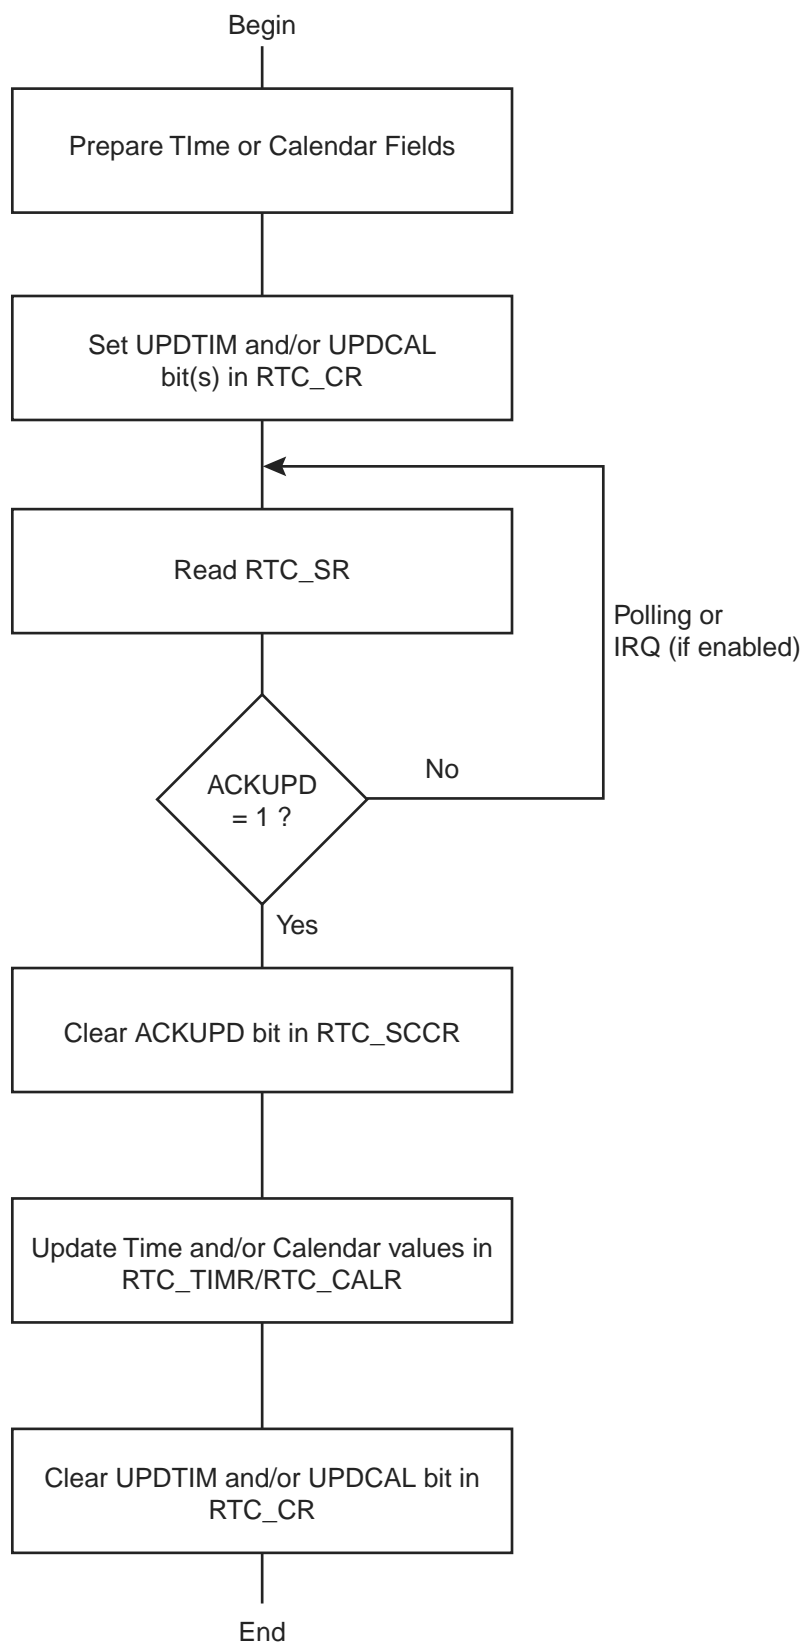 Begin
Prepare TIme or Calendar Fields
Set UPDTIM and/or UPDCAL
bit(s) in RTC_CR
Read RTC_SR
Polling or
IRQ (if enabled)
ACKUPD
= 1 ?
No
Yes
Clear ACKUPD bit in RTC_SCCR
Update Time and/or Calendar values in
RTC_TIMR/RTC_CALR
Clear UPDTIM and/or UPDCAL bit in
RTC_CR
End